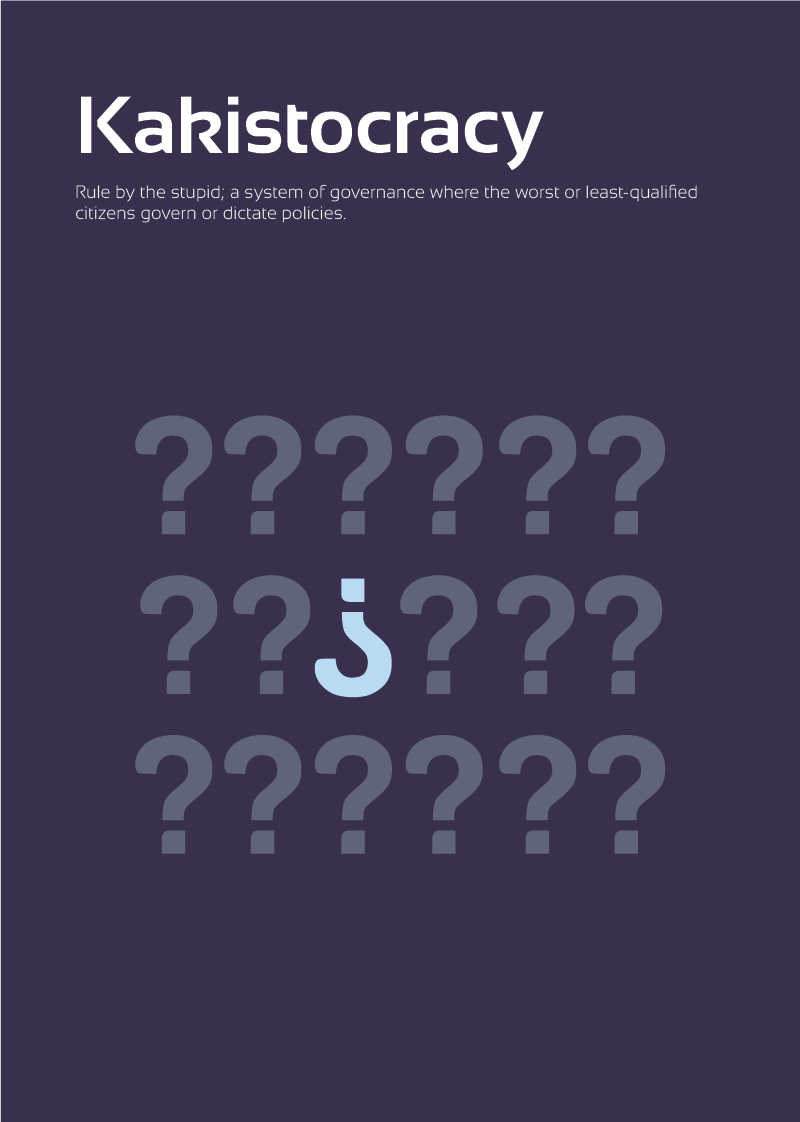 Kakistocracy
Rule by the stupid; a system of governance where the worst or least-qualified
citizens govern or dictate policies.
??????
??¿???
??????